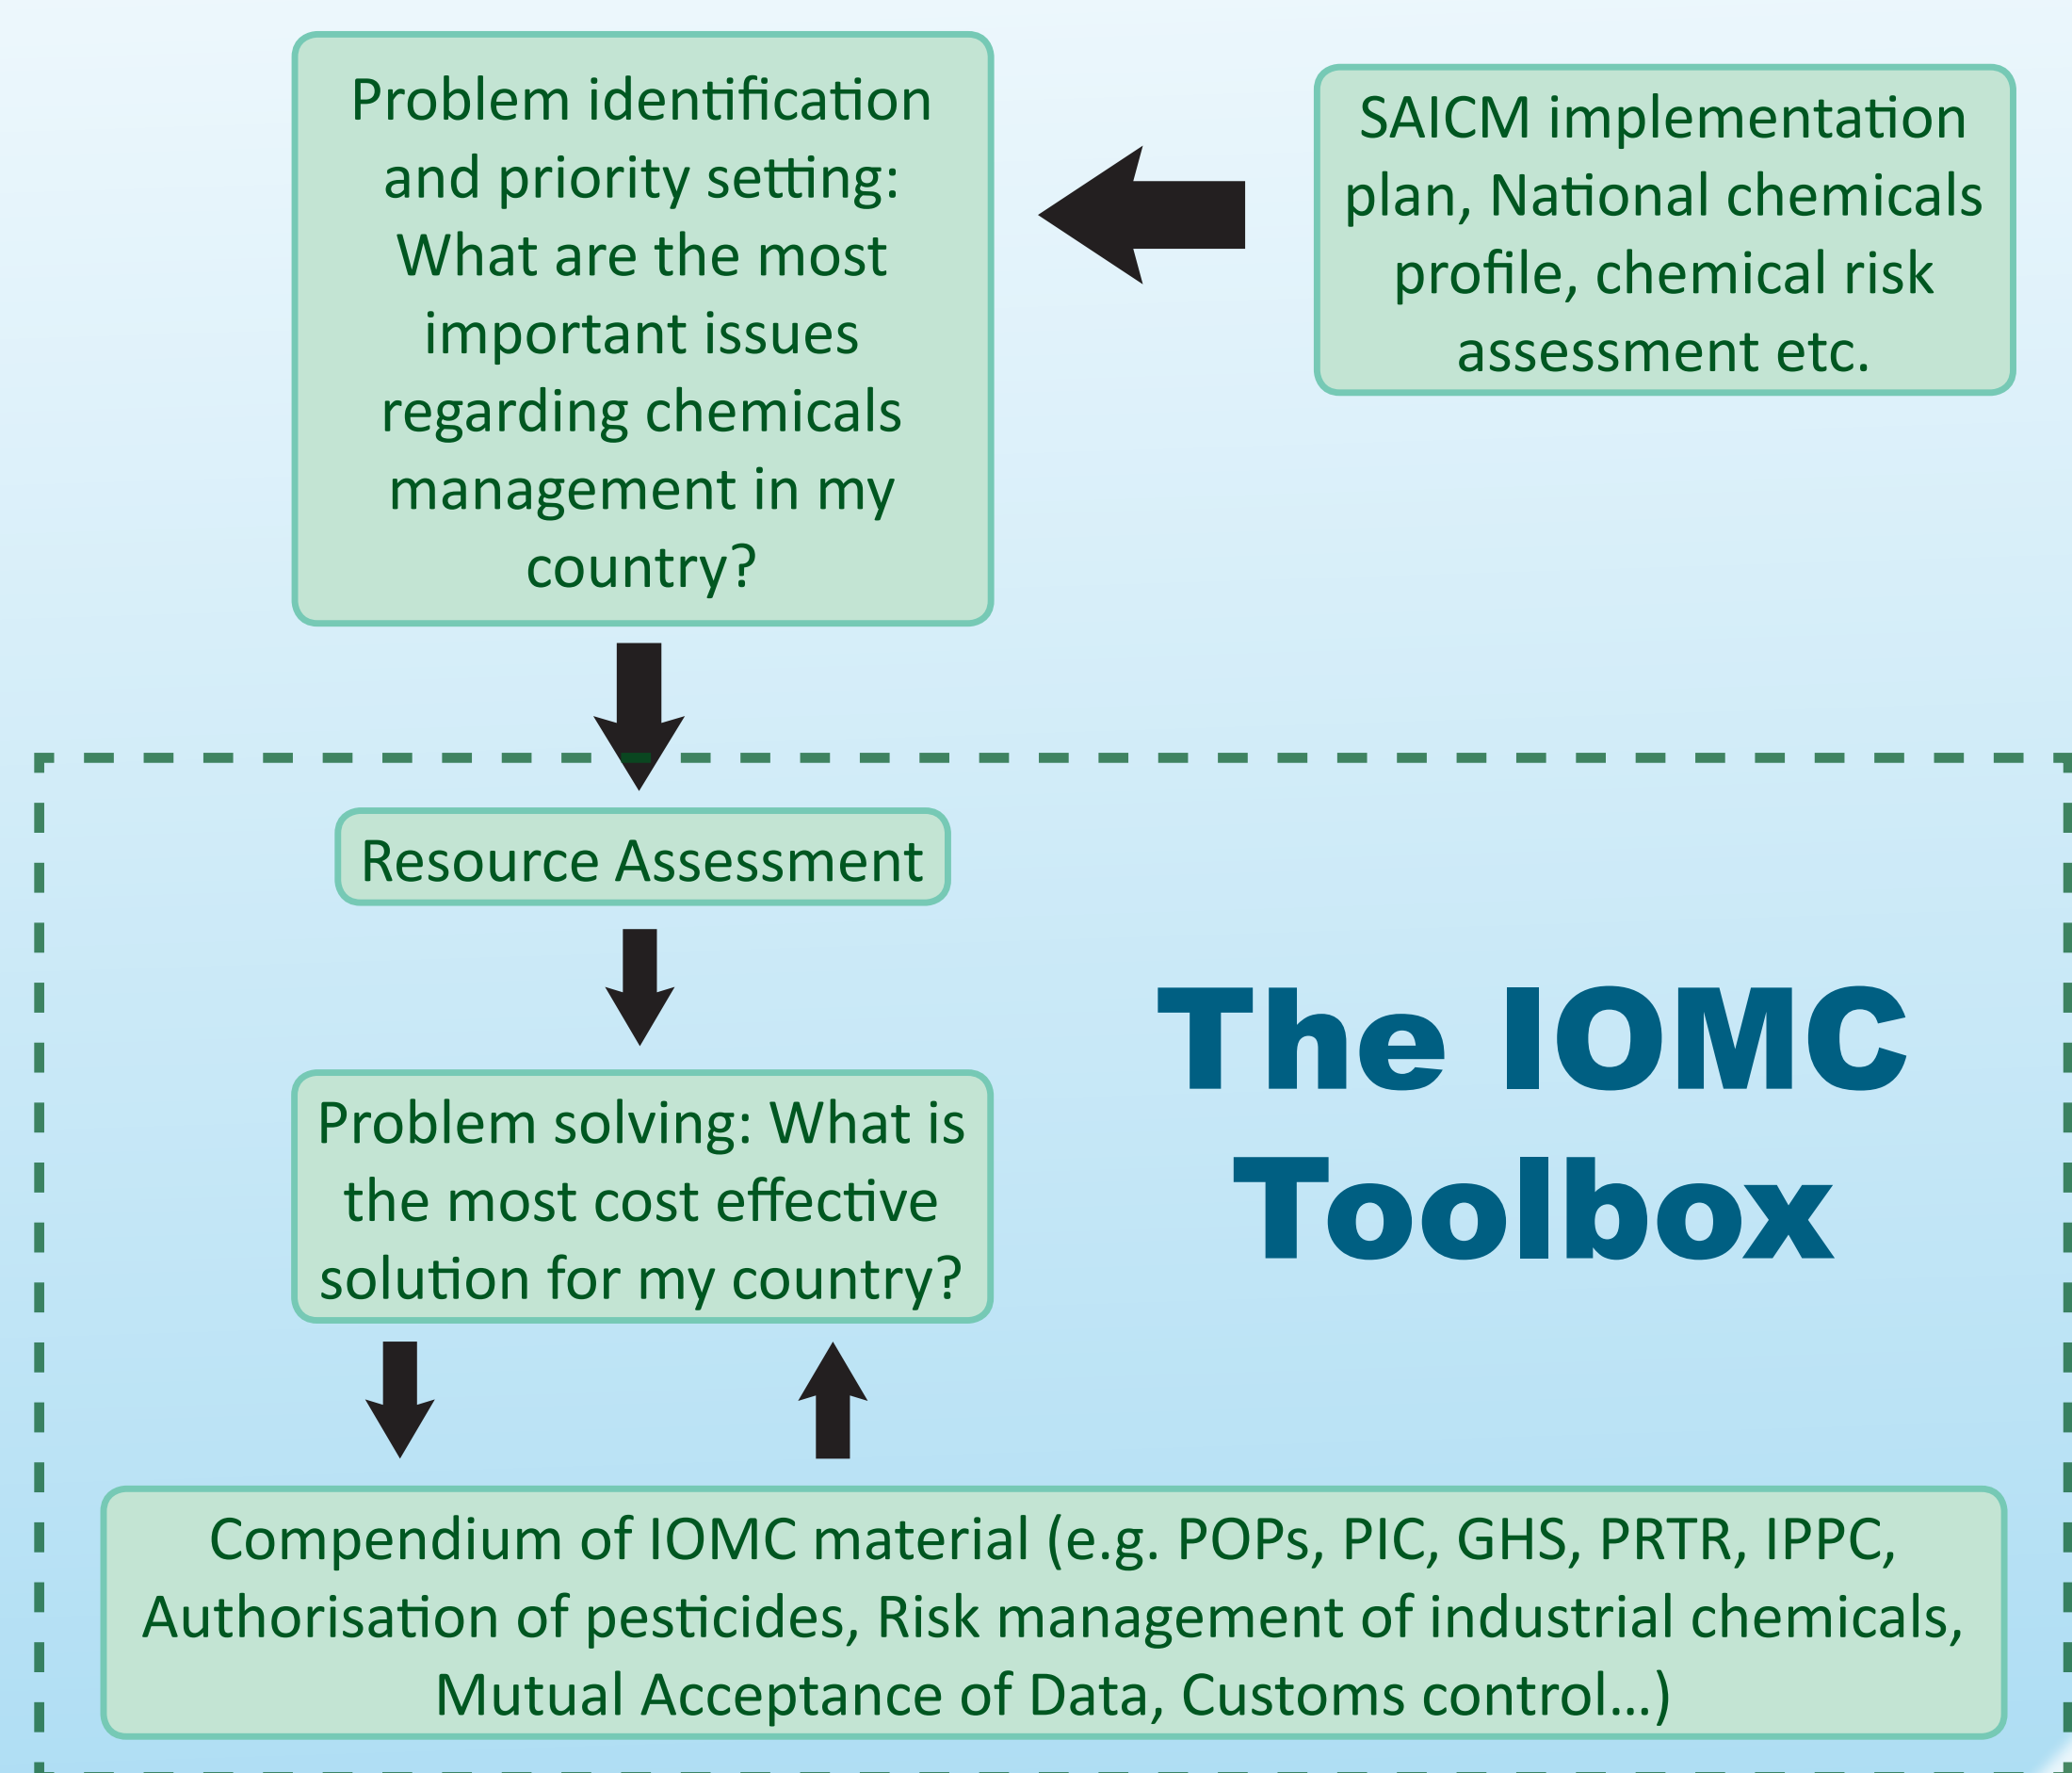 Problem identification
and priority setting:
What are the most
important issues
regarding chemicals
management in my
country?
SAICM implementation
plan, National chemicals
profile, chemical risk
assessment etc.
Resource Assessment
Problem solving: What is
the most cost effective
solution for my country?
The IOMC
Toolbox
Compendium of IOMC material (e.g. POPs, PIC, GHS, PRTR, IPPC,
Authorisation of pesticides, Risk management of industrial chemicals,
Mutual Acceptance of Data, Customs control...)